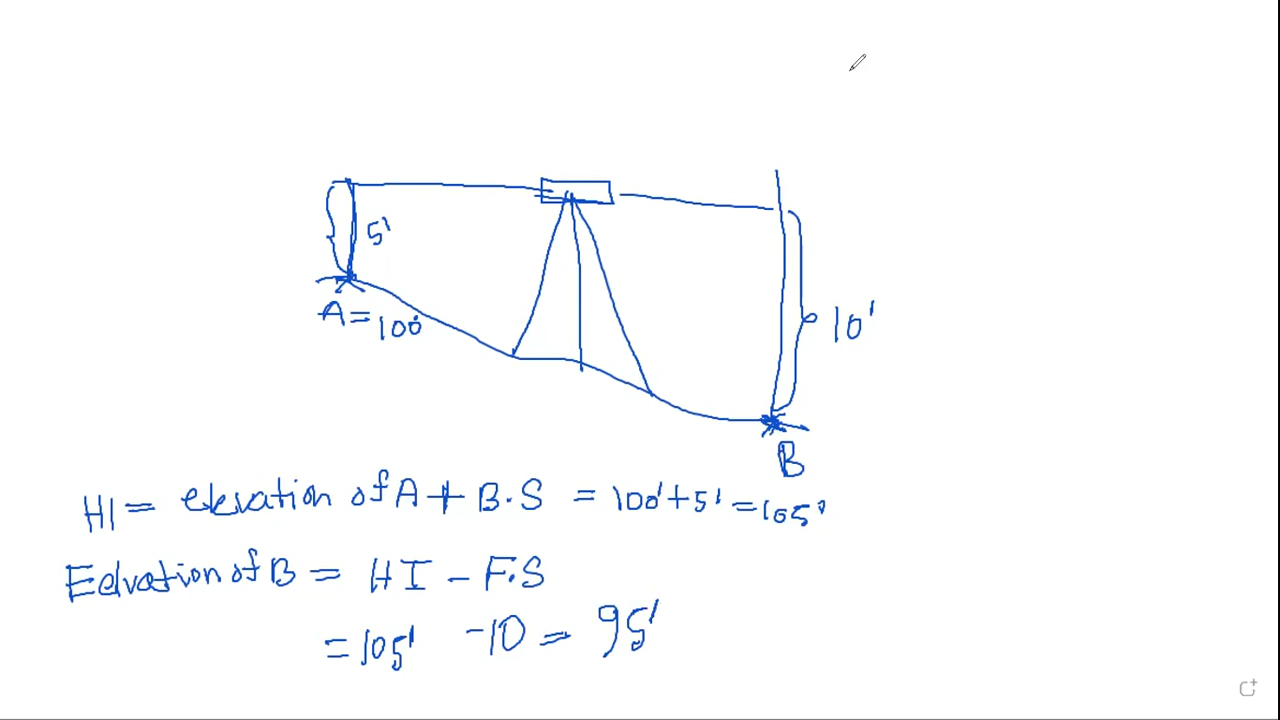 5'
A = 100'
10'
B
HI = elevation of A + B.S = 100' + 5' = 105'
Eelvation of B = HI - F.S
= 105' -10 = 95'